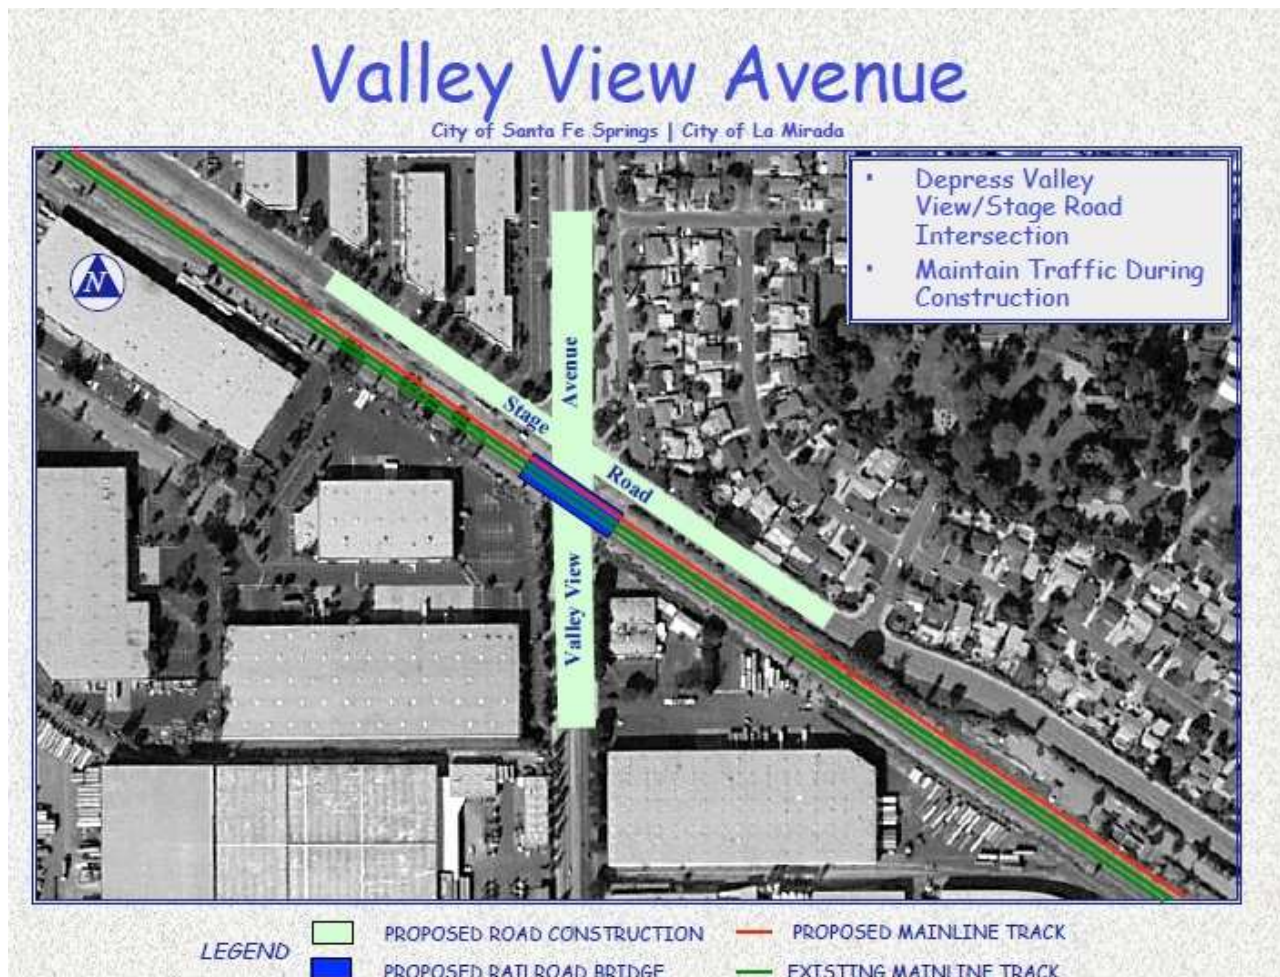 Valley View Avenue
City of Santa Fe Springs | City of La Mirada
• Depress Valley
View/Stage Road
Intersection
• Maintain Traffic During
Construction
N
Avenue
Stage
Road
Valley View
LEGEND
PROPOSED ROAD CONSTRUCTION
PROPOSED MAINLINE TRACK
PROPOSED RAILROAD BRIDGE
EXISTING MAINLINE TRACK